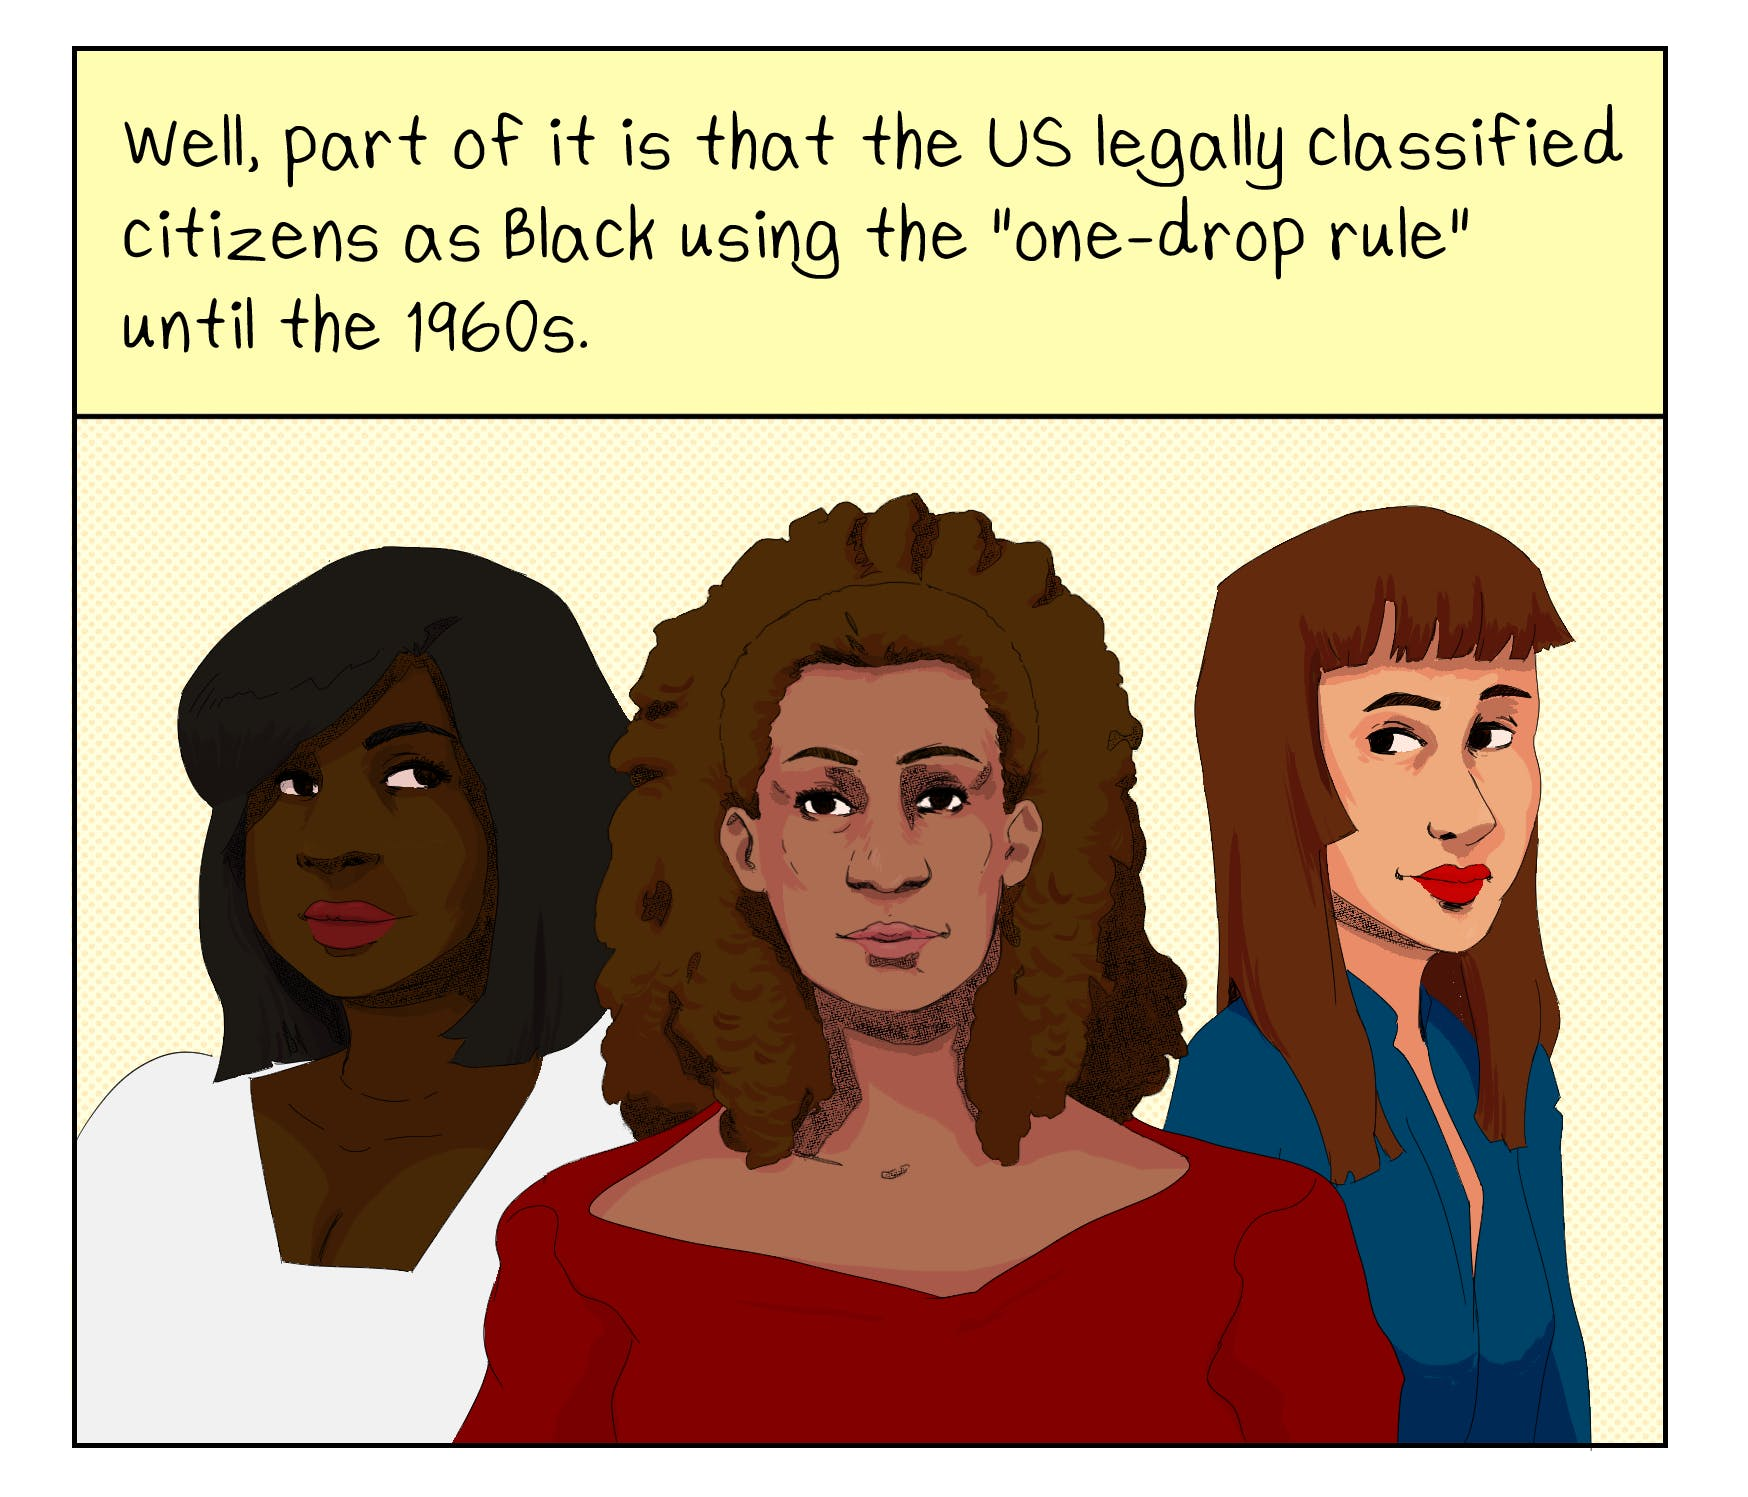 Well, part of it is that the US legally classified
citizens as Black using the "one-drop rule"
until the 1960s.